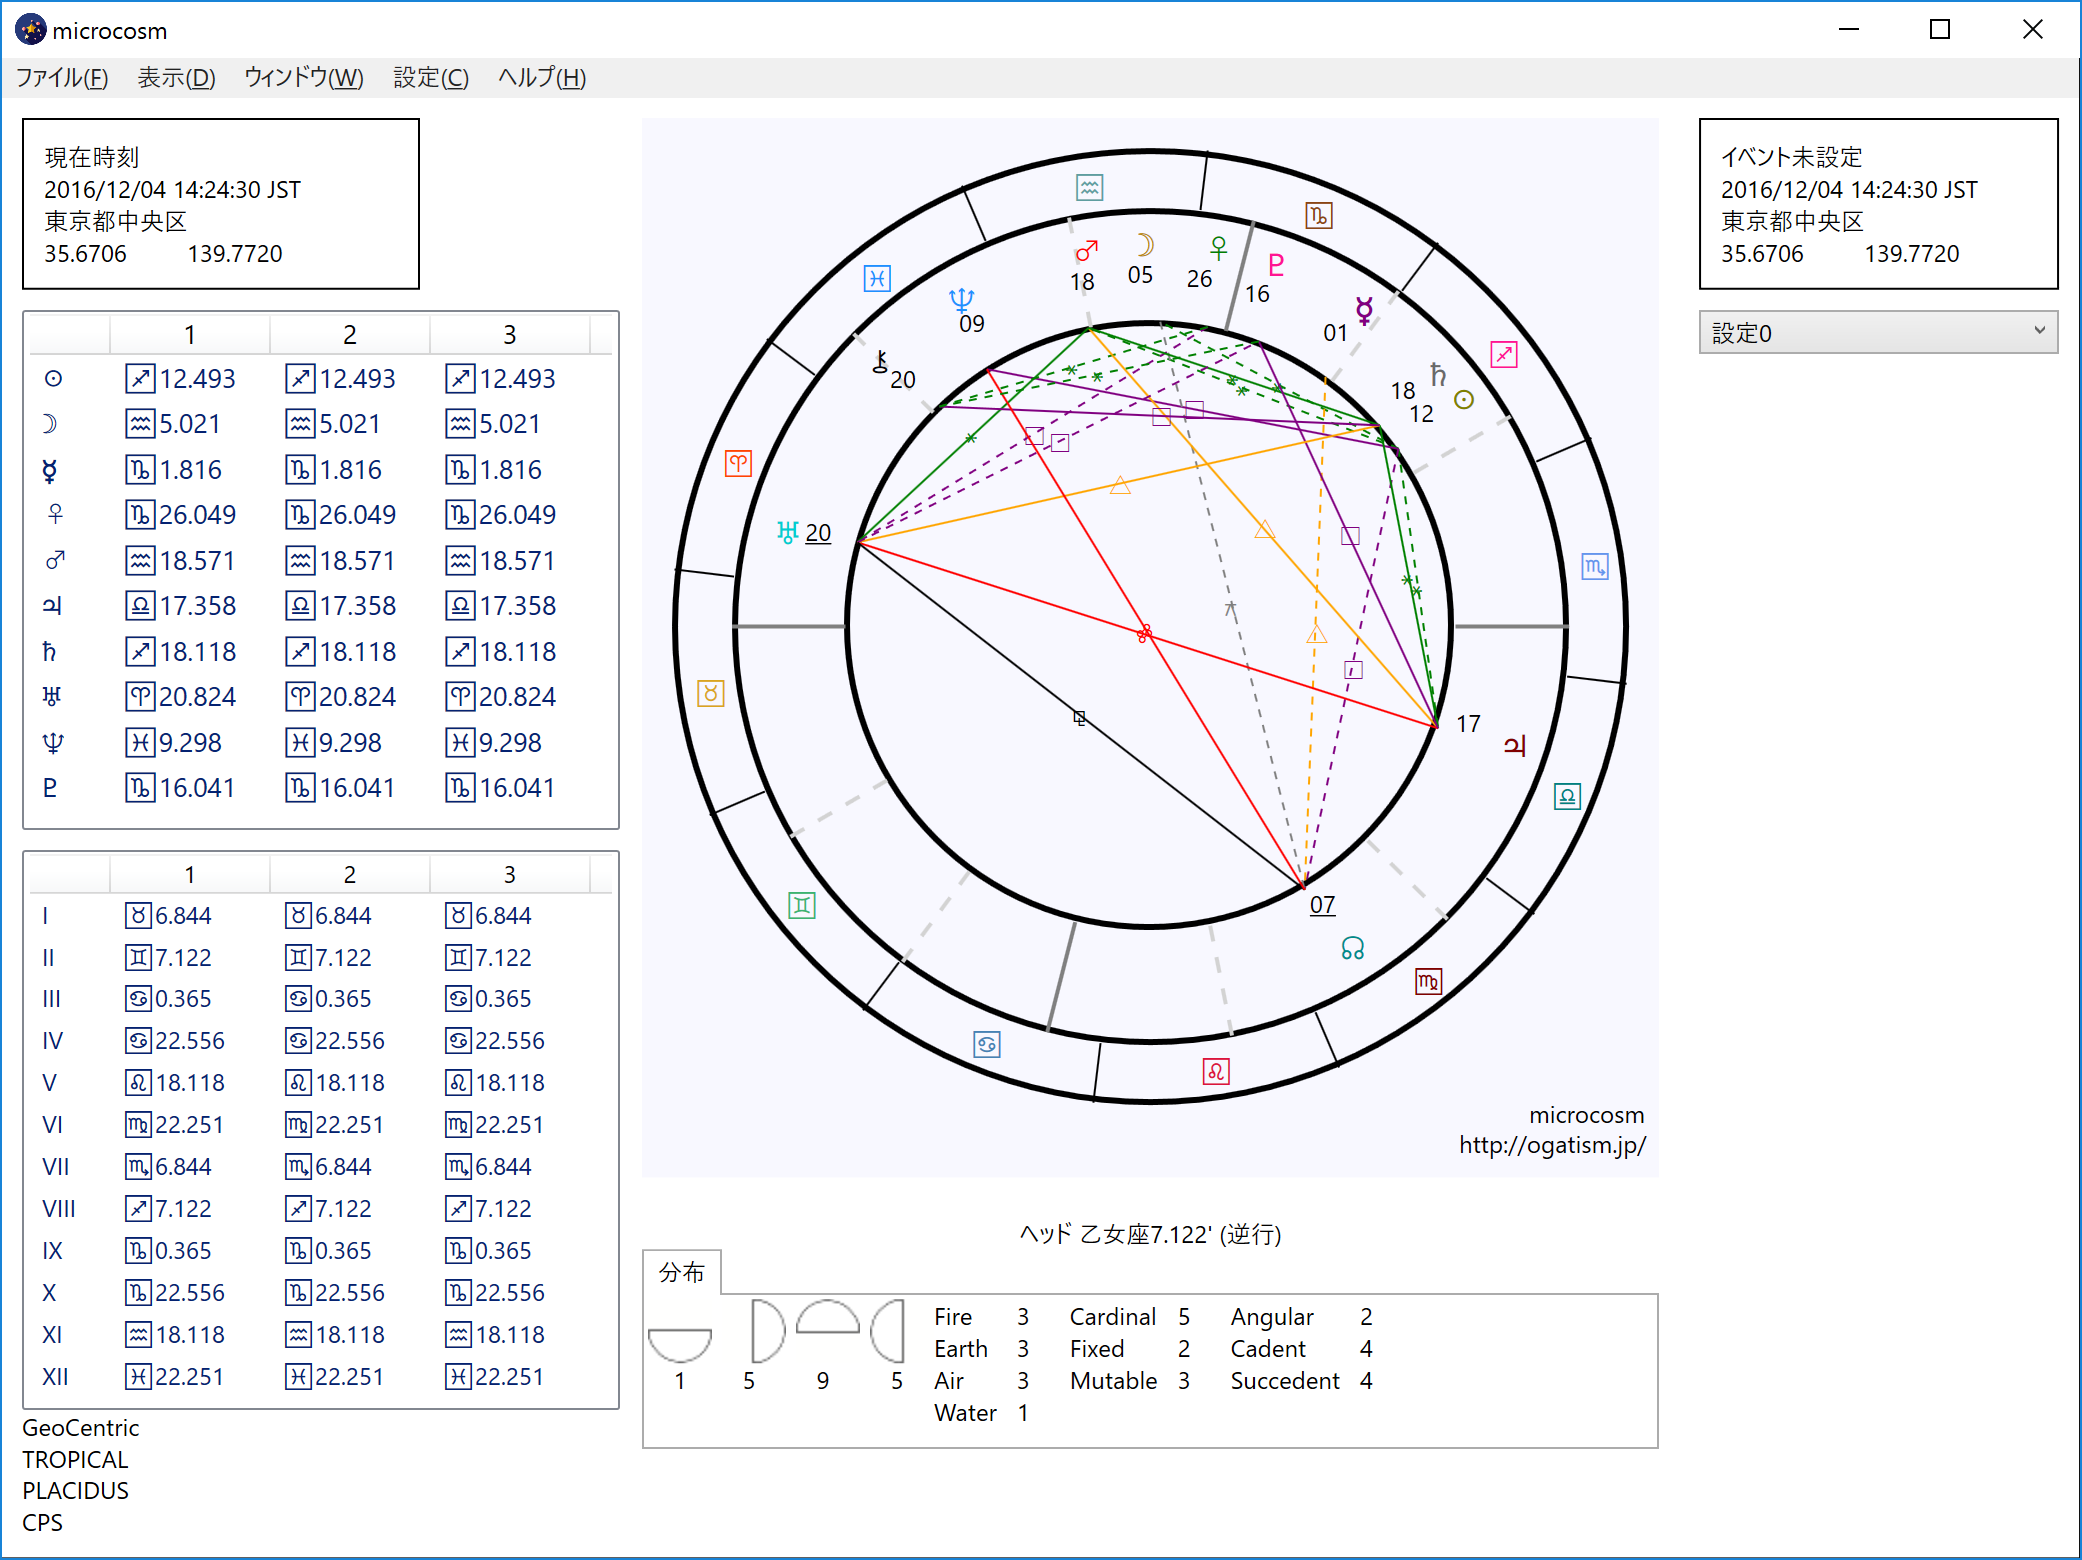 microcosm
ファイル(F) 表示(D) ウィンドウ(W) 設定(C) ヘルプ(H)
現在時刻
2016/12/04 14:24:30 JST
東京都中央区
35.6706 139.7720
1 2 3
☉ ♐12.493 ♐12.493 ♐12.493
☽ ♒5.021 ♒5.021 ♒5.021
☿ ♑1.816 ♑1.816 ♑1.816
♀ ♑26.049 ♑26.049 ♑26.049
♂ ♒18.571 ♒18.571 ♒18.571
♃ ♎17.358 ♎17.358 ♎17.358
♄ ♐18.118 ♐18.118 ♐18.118
♅ ♈20.824 ♈20.824 ♈20.824
♆ ♓9.298 ♓9.298 ♓9.298
♇ ♑16.041 ♑16.041 ♑16.041
1 2 3
I ♉6.844 ♉6.844 ♉6.844
II ♊7.122 ♊7.122 ♊7.122
III ♋0.365 ♋0.365 ♋0.365
IV ♋22.556 ♋22.556 ♋22.556
V ♌18.118 ♌18.118 ♌18.118
VI ♍22.251 ♍22.251 ♍22.251
VII ♏6.844 ♏6.844 ♏6.844
VIII ♐7.122 ♐7.122 ♐7.122
IX ♑0.365 ♑0.365 ♑0.365
X ♑22.556 ♑22.556 ♑22.556
XI ♒18.118 ♒18.118 ♒18.118
XII ♓22.251 ♓22.251 ♓22.251
GeoCentric
TROPICAL
PLACIDUS
CPS
♒
♑
♓
♂ ☽ ♀ ♇
18 05 26 16
♆ ☿
09 01
♐
⚷ 20
18 ♄
12 ☉
♈
♅ 20
♏
♉
17
♃
♎
♊
07
☊
♍
♋
♌
microcosm
http://ogatism.jp/
ヘッド 乙女座7.122' (逆行)
分布
1 5 9 5
Fire 3 Cardinal 5 Angular 2
Earth 3 Fixed 2 Cadent 4
Air 3 Mutable 3 Succedent 4
Water 1
イベント未設定
2016/12/04 14:24:30 JST
東京都中央区
35.6706 139.7720
設定0